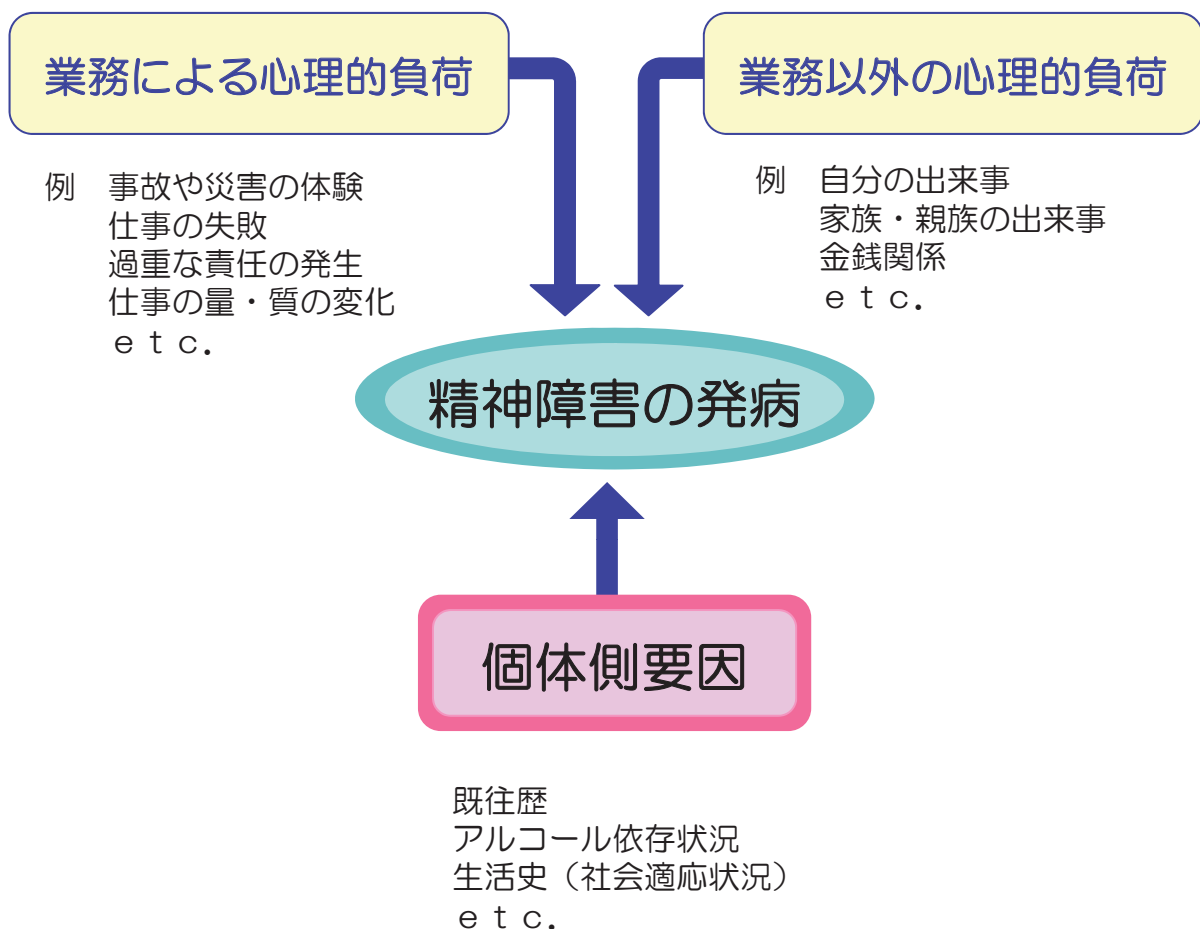 業務による心理的負荷
例　事故や災害の体験
仕事の失敗
過重な責任の発生
仕事の量・質の変化
ｅｔｃ．
業務以外の心理的負荷
例　自分の出来事
家族・親族の出来事
金銭関係
ｅｔｃ．
精神障害の発病
個体側要因
既往歴
アルコール依存状況
生活史（社会適応状況）
ｅｔｃ．